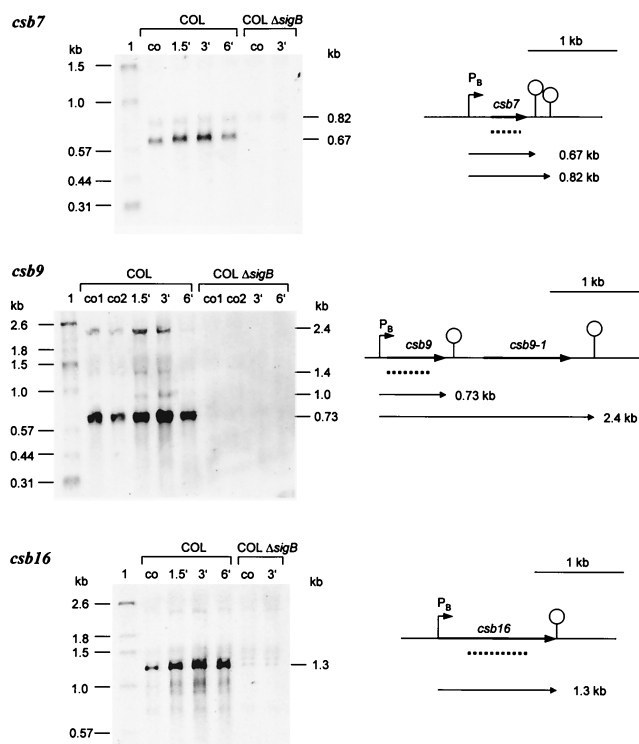 csb7
COL
COL ΔsigB
kb
1
co
1.5'
3'
6'
co
3'
kb
1.5
1.0
0.57
0.44
0.31
0.82
0.67
1 kb
PB
csb7
0.67 kb
0.82 kb
csb9
COL
COL ΔsigB
kb
1
co1
co2
1.5'
3'
6'
co1
co2
3'
6'
kb
2.6
1.8
1.5
1.0
0.57
0.44
0.31
2.4
1.4
1.0
0.73
1 kb
PB
csb9
csb9-1
0.73 kb
2.4 kb
csb16
COL
COL ΔsigB
kb
1
co
1.5'
3'
6'
co
3'
kb
2.6
1.8
1.5
1.0
0.57
1.3
1 kb
PB
csb16
1.3 kb